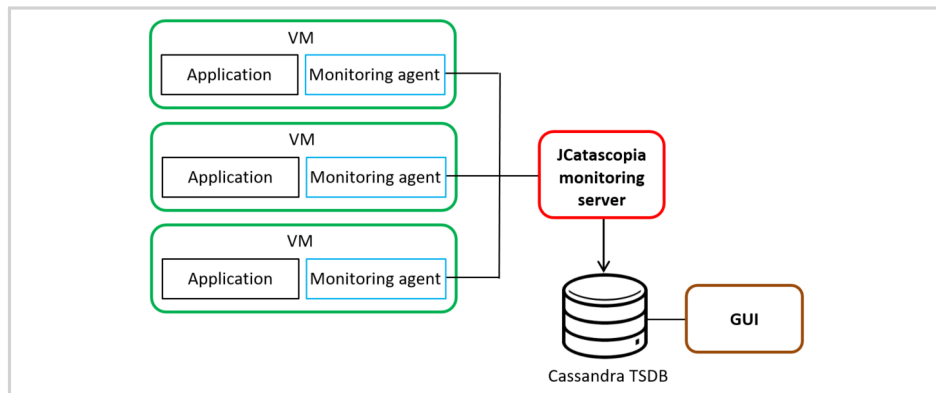 VM
Application
Monitoring agent
VM
Application
Monitoring agent
VM
Application
Monitoring agent
JCatascopia
monitoring
server
GUI
Cassandra TSDB